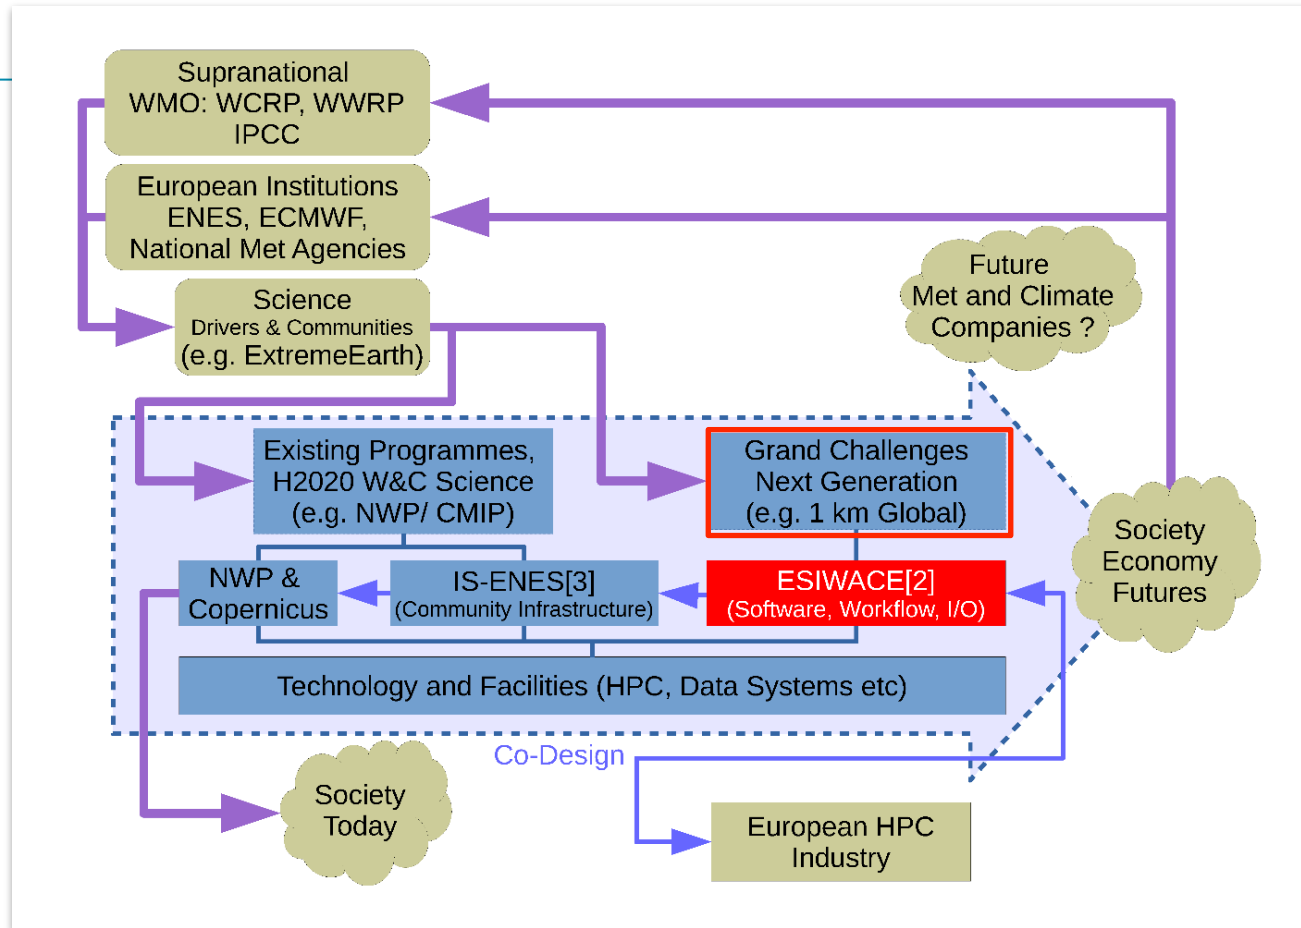 Supranational
WMO: WCRP, WWRP
IPCC
European Institutions
ENES, ECMWF,
National Met Agencies
Science
Drivers & Communities
(e.g. ExtremeEarth)
Future
Met and Climate
Companies ?
Existing Programmes,
H2020 W&C Science
(e.g. NWP/ CMIP)
Grand Challenges
Next Generation
(e.g. 1 km Global)
Society
Economy
Futures
NWP &
Copernicus
IS-ENES[3]
(Community Infrastructure)
ESIWACE[2]
(Software, Workflow, I/O)
Technology and Facilities (HPC, Data Systems etc)
Co-Design
Society
Today
European HPC
Industry